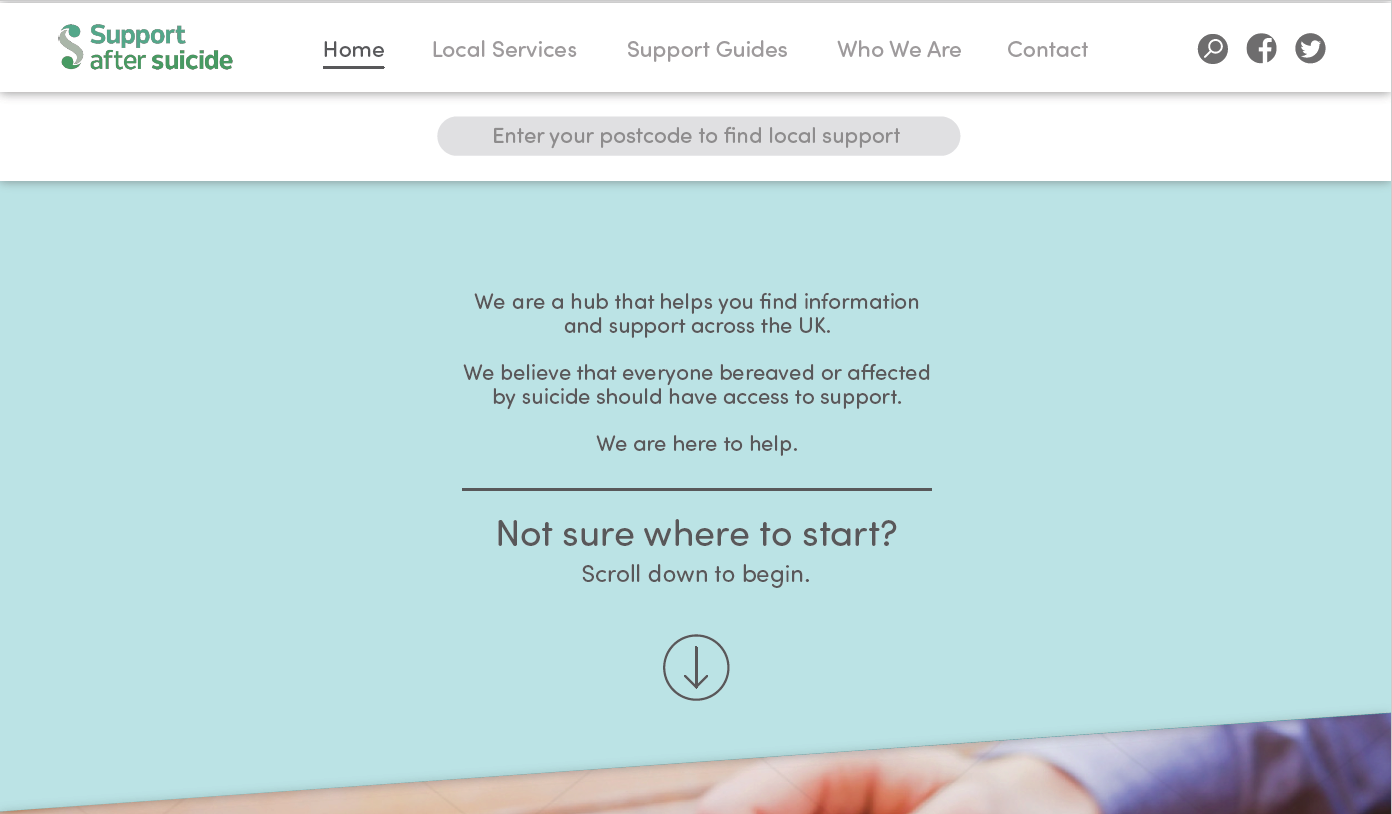 Support
after suicide
Home
Local Services
Support Guides
Who We Are
Contact
Enter your postcode to find local support
We are a hub that helps you find information
and support across the UK.
We believe that everyone bereaved or affected
by suicide should have access to support.
We are here to help.
Not sure where to start?
Scroll down to begin.